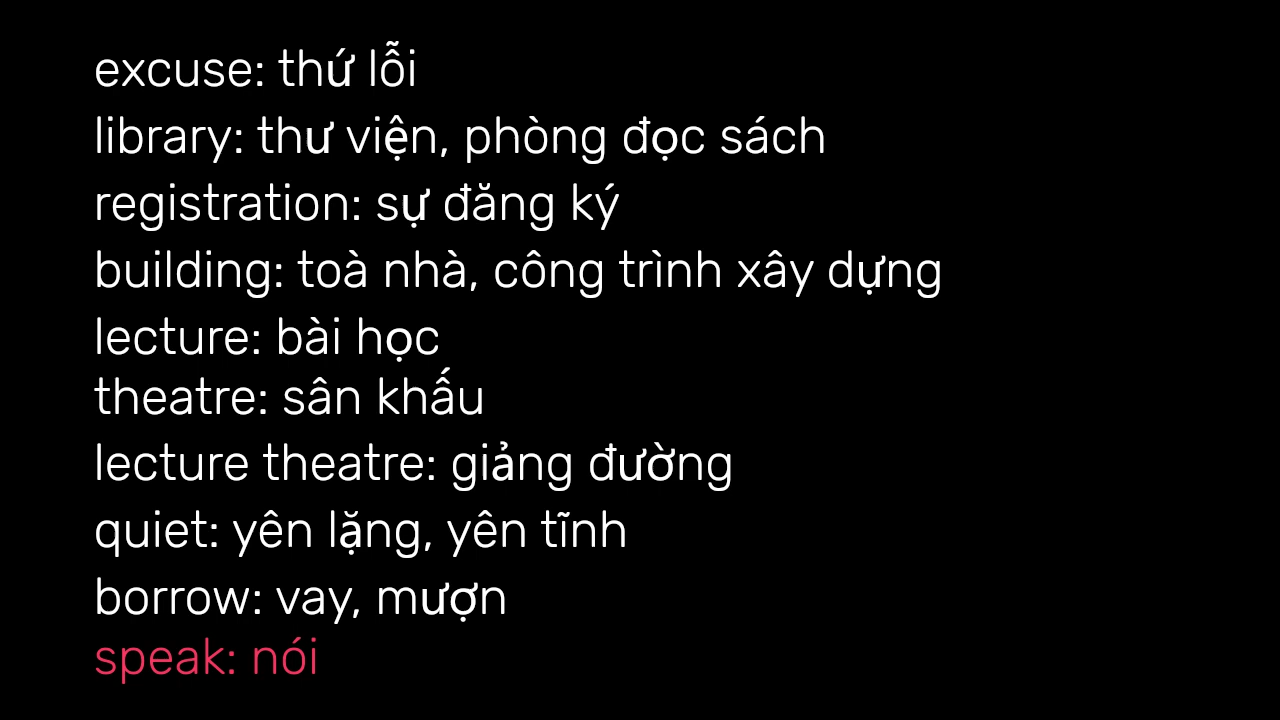 excuse: thứ lỗi
library: thư viện, phòng đọc sách
registration: sự đăng ký
building: toà nhà, công trình xây dựng
lecture: bài học
theatre: sân khấu
lecture theatre: giảng đường
quiet: yên lặng, yên tĩnh
borrow: vay, mượn
speak: nói